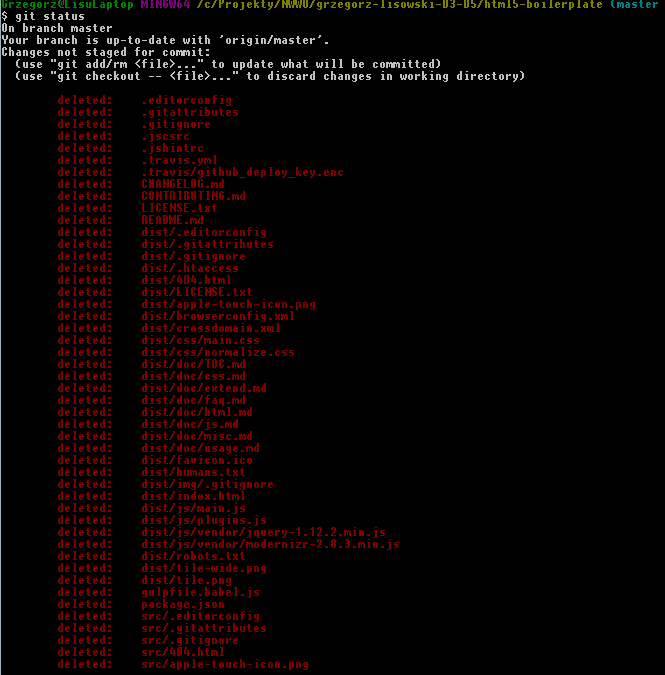 Grzegorz@LisuLaptop MINGW64 /c/Projekty/NWWU/grzegorz-lisowski-D3-D5/html5-boilerplate (master
$ git status
On branch master
Your branch is up-to-date with 'origin/master'.
Changes not staged for commit:
  (use "git add/rm <file>..." to update what will be committed)
  (use "git checkout -- <file>..." to discard changes in working directory)
deleted: .editorconfig
deleted: .gitattributes
deleted: .gitignore
deleted: .jscsrc
deleted: .jshintrc
deleted: .travis.yml
deleted: .travis/github_deploy_key.enc
deleted: CHANGELOG.md
deleted: CONTRIBUTING.md
deleted: LICENSE.txt
deleted: README.md
deleted: dist/.editorconfig
deleted: dist/.gitattributes
deleted: dist/.gitignore
deleted: dist/.htaccess
deleted: dist/404.html
deleted: dist/LICENSE.txt
deleted: dist/apple-touch-icon.png
deleted: dist/browserconfig.xml
deleted: dist/crossdomain.xml
deleted: dist/css/main.css
deleted: dist/css/normalize.css
deleted: dist/doc/TOC.md
deleted: dist/doc/css.md
deleted: dist/doc/extend.md
deleted: dist/doc/faq.md
deleted: dist/doc/html.md
deleted: dist/doc/js.md
deleted: dist/doc/misc.md
deleted: dist/doc/usage.md
deleted: dist/favicon.ico
deleted: dist/humans.txt
deleted: dist/img/.gitignore
deleted: dist/index.html
deleted: dist/js/main.js
deleted: dist/js/plugins.js
deleted: dist/js/vendor/jquery-1.12.2.min.js
deleted: dist/js/vendor/modernizr-2.8.3.min.js
deleted: dist/robots.txt
deleted: dist/tile-wide.png
deleted: dist/tile.png
deleted: gulpfile.babel.js
deleted: package.json
deleted: src/.editorconfig
deleted: src/.gitattributes
deleted: src/.gitignore
deleted: src/404.html
deleted: src/apple-touch-icon.png